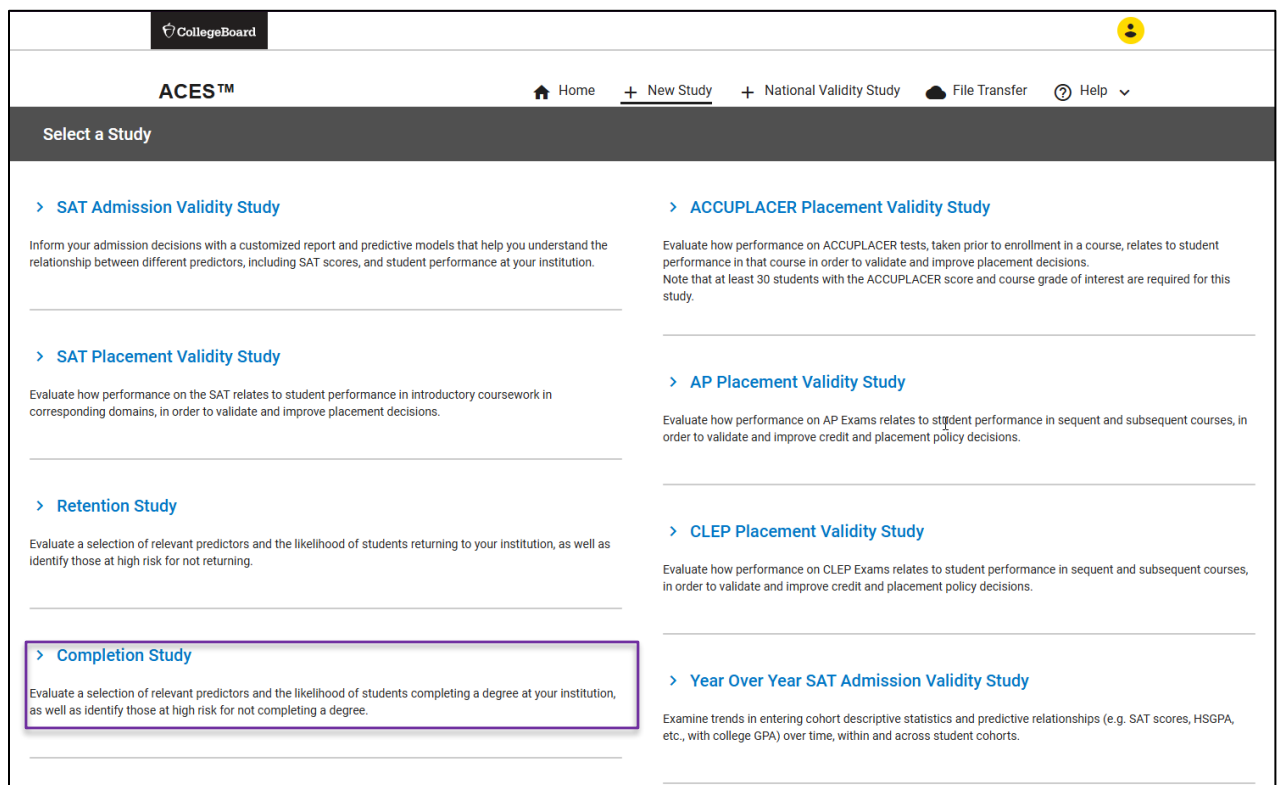 CollegeBoard
ACES™
Home
New Study
National Validity Study
File Transfer
Help
Select a Study
SAT Admission Validity Study
Inform your admission decisions with a customized report and predictive models that help you understand the
relationship between different predictors, including SAT scores, and student performance at your institution.
SAT Placement Validity Study
Evaluate how performance on the SAT relates to student performance in introductory coursework in
corresponding domains, in order to validate and improve placement decisions.
Retention Study
Evaluate a selection of relevant predictors and the likelihood of students returning to your institution, as well as
identify those at high risk for not returning.
Completion Study
Evaluate a selection of relevant predictors and the likelihood of students completing a degree at your institution,
as well as identify those at high risk for not completing a degree.
ACCUPLACER Placement Validity Study
Evaluate how performance on ACCUPLACER tests, taken prior to enrollment in a course, relates to student
performance in that course in order to validate and improve placement decisions.
Note that at least 30 students with the ACCUPLACER score and course grade of interest are required for this
study.
AP Placement Validity Study
Evaluate how performance on AP Exams relates to student performance in sequent and subsequent courses, in
order to validate and improve credit and placement policy decisions.
CLEP Placement Validity Study
Evaluate how performance on CLEP Exams relates to student performance in sequent and subsequent courses,
in order to validate and improve credit and placement policy decisions.
Year Over Year SAT Admission Validity Study
Examine trends in entering cohort descriptive statistics and predictive relationships (e.g. SAT scores, HSGPA,
etc., with college GPA) over time, within and across student cohorts.